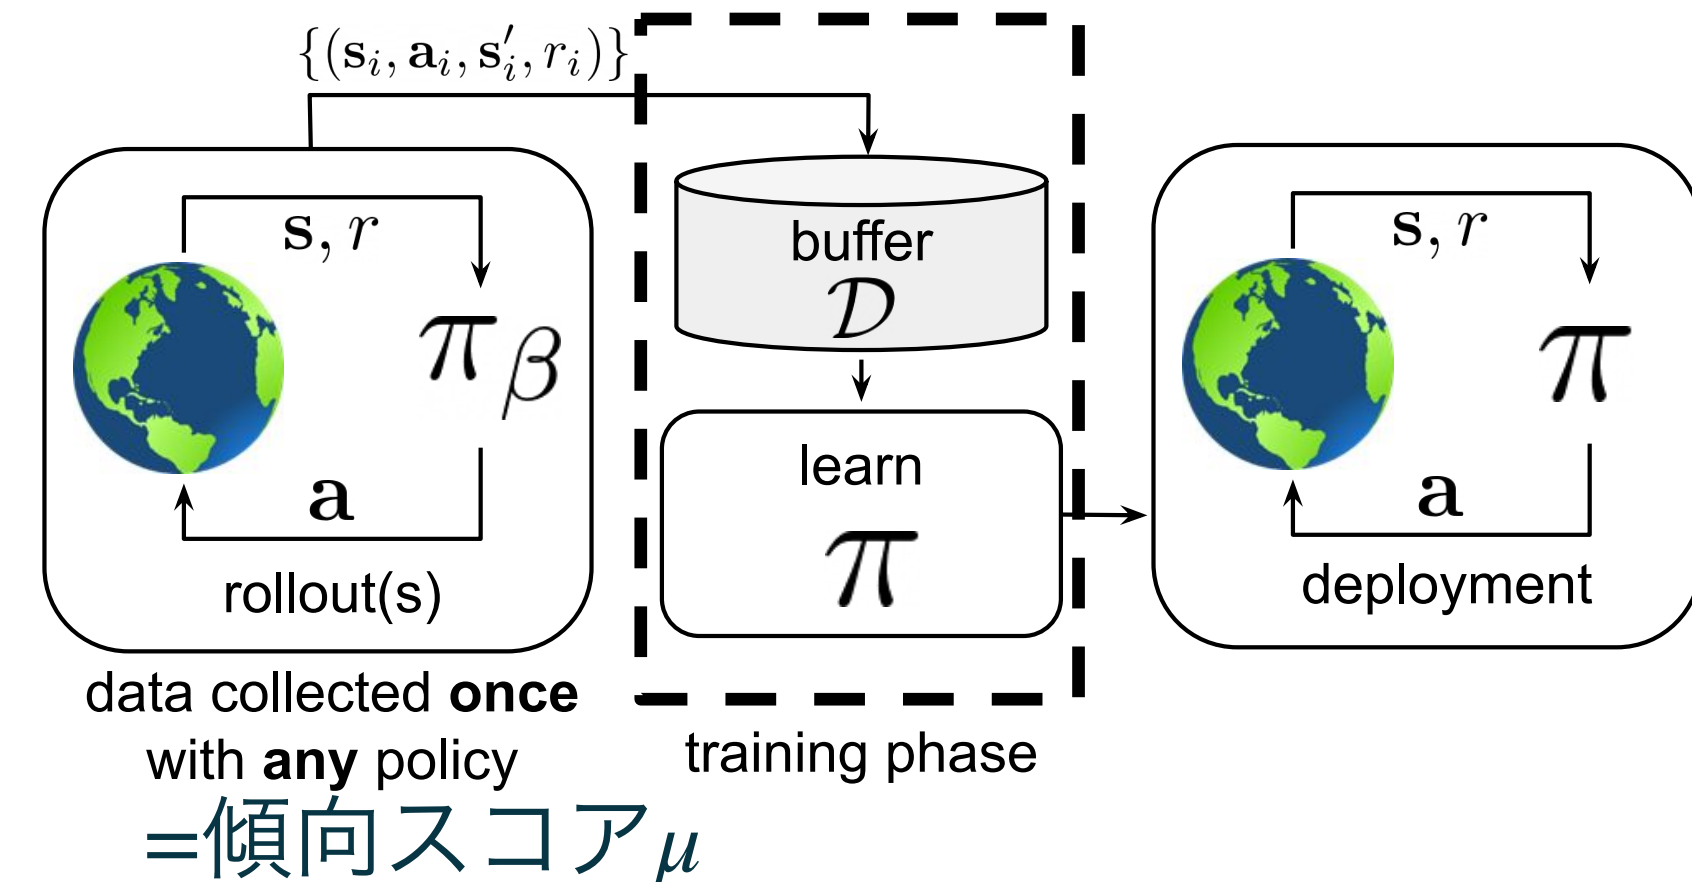 {(s_i, a_i, s'_i, r_i)}
s, r
π_β
a
rollout(s)
data collected once
with any policy
=傾向スコアμ
buffer
D
learn
π
training phase
s, r
π
a
deployment